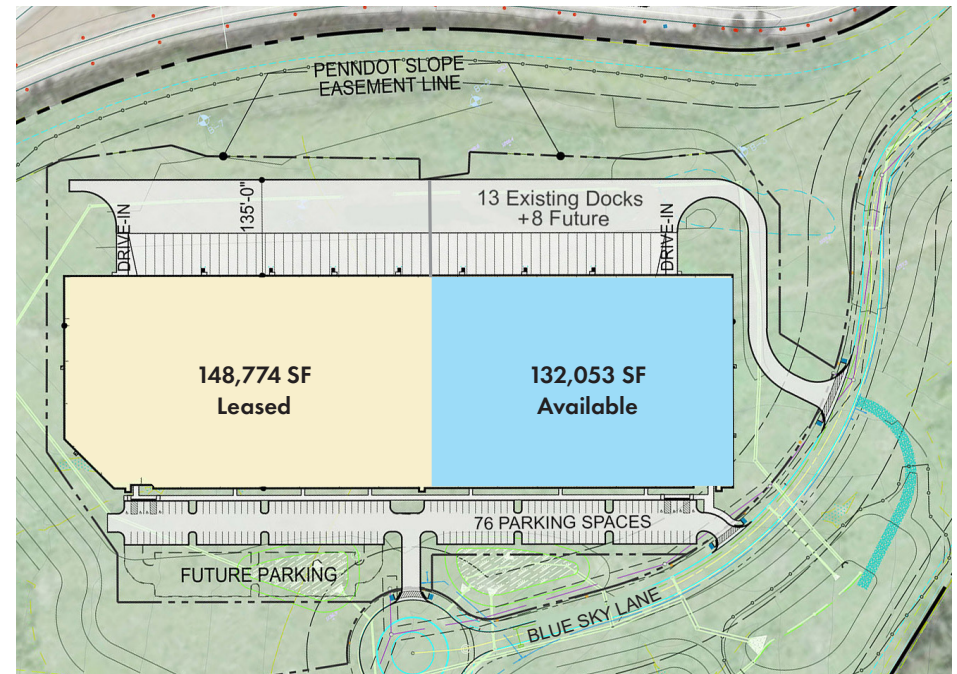 PENNDOT SLOPE
EASEMENT LINE
135'-0"
13 Existing Docks
+8 Future
DRIVE-IN
DRIVE-IN
148,774 SF
Leased
132,053 SF
Available
76 PARKING SPACES
FUTURE PARKING
BLUE SKY LANE